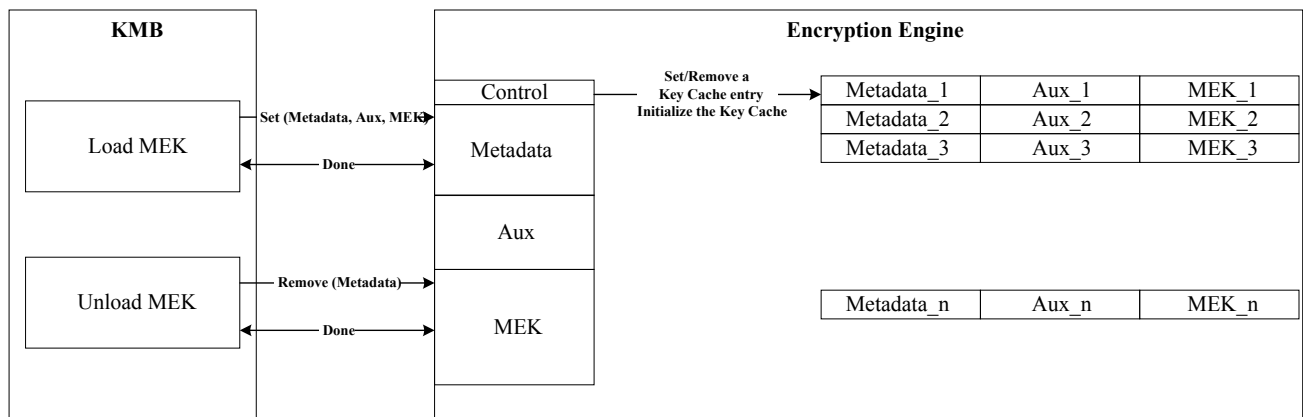 KMB
Encryption Engine
Load MEK
Set (Metadata, Aux, MEK)
Done
Unload MEK
Remove (Metadata)
Done
Control
Metadata
Aux
MEK
Set/Remove a
Key Cache entry
Initialize the Key Cache
Metadata_1 Aux_1 MEK_1
Metadata_2 Aux_2 MEK_2
Metadata_3 Aux_3 MEK_3
Metadata_n Aux_n MEK_n